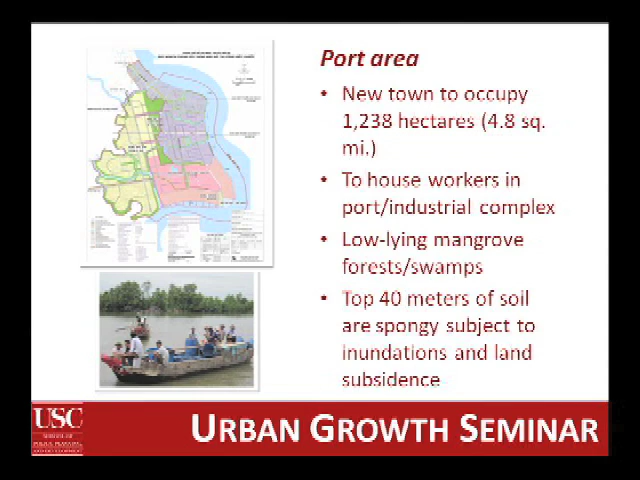 Port area
• New town to occupy
1,238 hectares (4.8 sq.
mi.)
• To house workers in
port/industrial complex
• Low-lying mangrove
forests/swamps
• Top 40 meters of soil
are spongy subject to
inundations and land
subsidence
USC
URBAN GROWTH SEMINAR